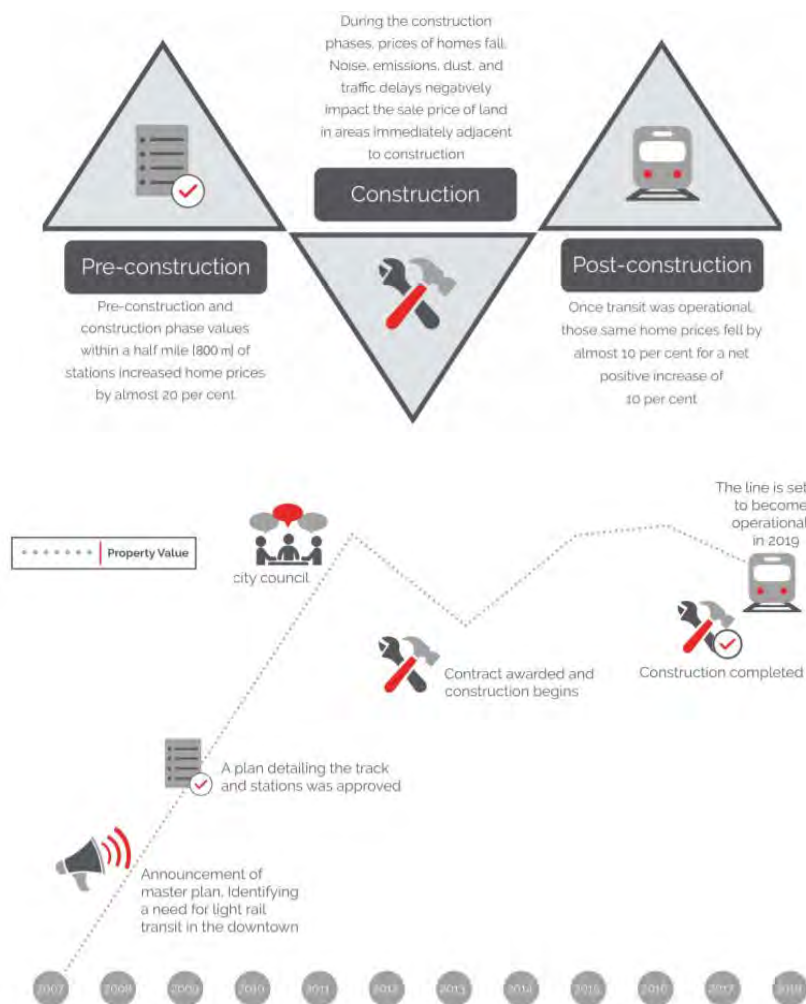 During the construction
phases, prices of homes fall.
Noise, emissions, dust, and
traffic delays negatively
impact the sale price of land
in areas immediately adjacent
to construction
Construction
Pre-construction
Pre-construction and
construction phase values
within a half mile (800 m) of
stations increased home prices
by almost 20 per cent
Post-construction
Once transit was operational,
those same home prices fell by
almost 10 per cent for a net
positive increase of
10 per cent
The line is set
to become
operational
in 2019
Property Value
city council
Contract awarded and
construction begins
Construction completed
A plan detailing the track
and stations was approved
Announcement of
master plan. Identifying
a need for light rail
transit in the downtown
2007 2008 2009 2010 2011 2012 2013 2014 2015 2016 2017 2018